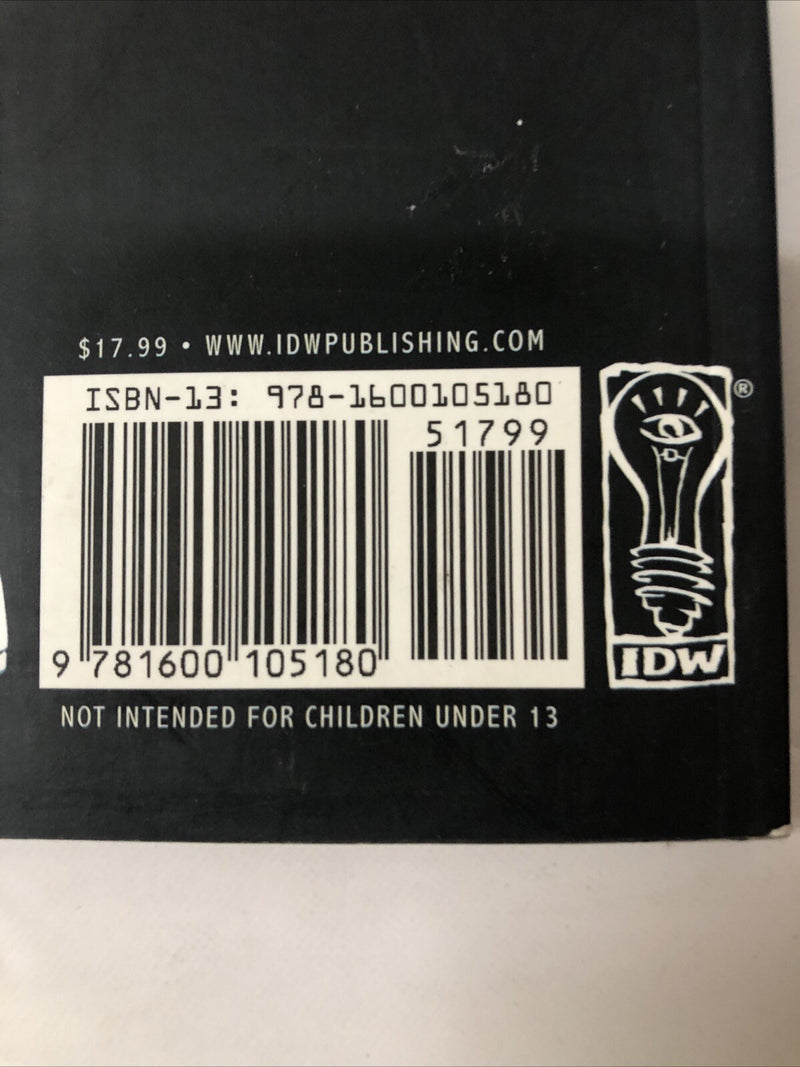 $17.99 • WWW.IDWPUBLISHING.COM
ISBN-13: 978-1600105180
51799
9 781600 105180
®
IDW
NOT INTENDED FOR CHILDREN UNDER 13